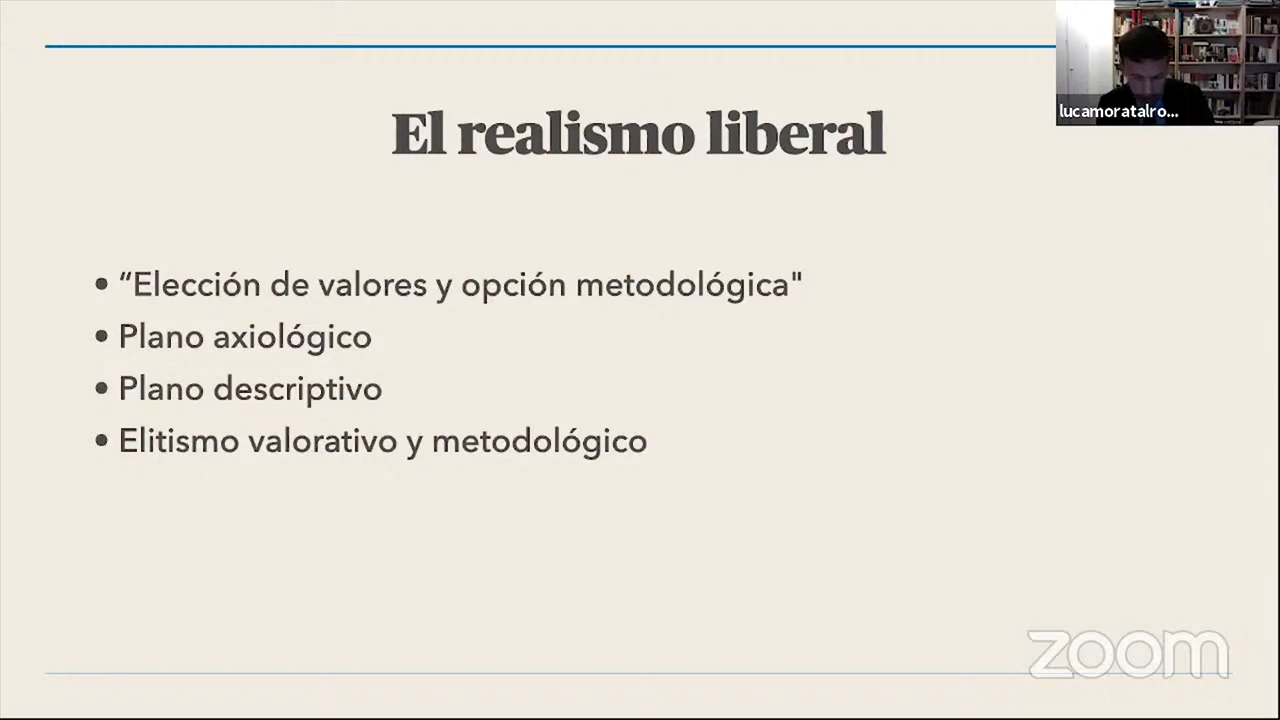 lucamoratalro...
El realismo liberal
• “Elección de valores y opción metodológica"
• Plano axiológico
• Plano descriptivo
• Elitismo valorativo y metodológico
zoom